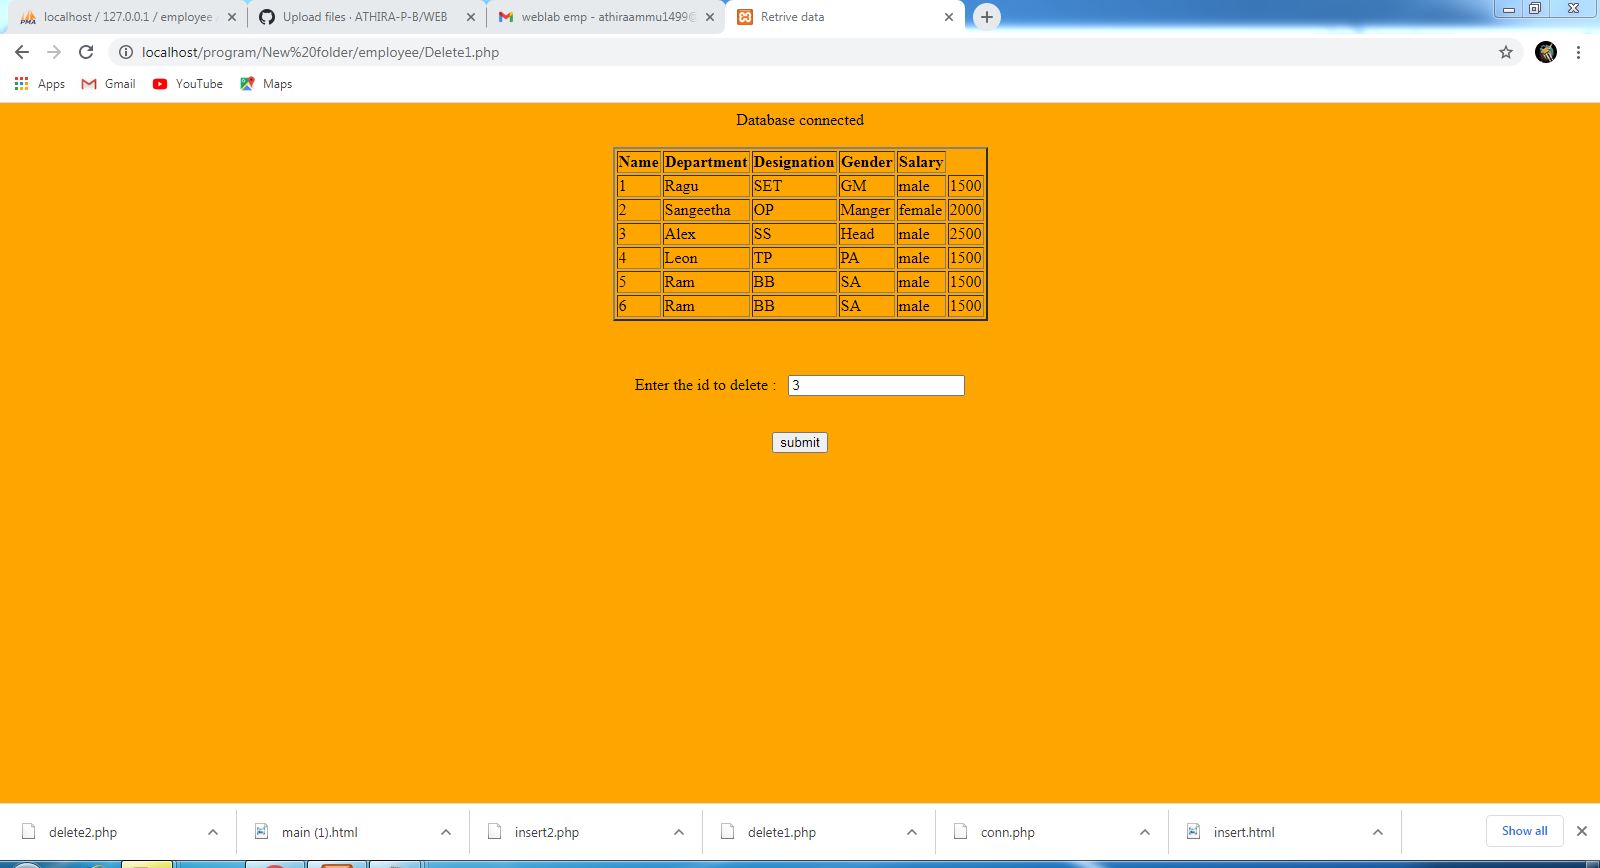 localhost / 127.0.0.1 / employee
Upload files · ATHIRA-P-B/WEB
weblab emp - athiraammu1499@
Retrive data
localhost/program/New%20folder/employee/Delete1.php
Apps
Gmail
YouTube
Maps
Database connected
Name Department Designation Gender Salary
1 Ragu SET GM male 1500
2 Sangeetha OP Manger female 2000
3 Alex SS Head male 2500
4 Leon TP PA male 1500
5 Ram BB SA male 1500
6 Ram BB SA male 1500
Enter the id to delete : 3
submit
delete2.php
main (1).html
insert2.php
delete1.php
conn.php
insert.html
Show all